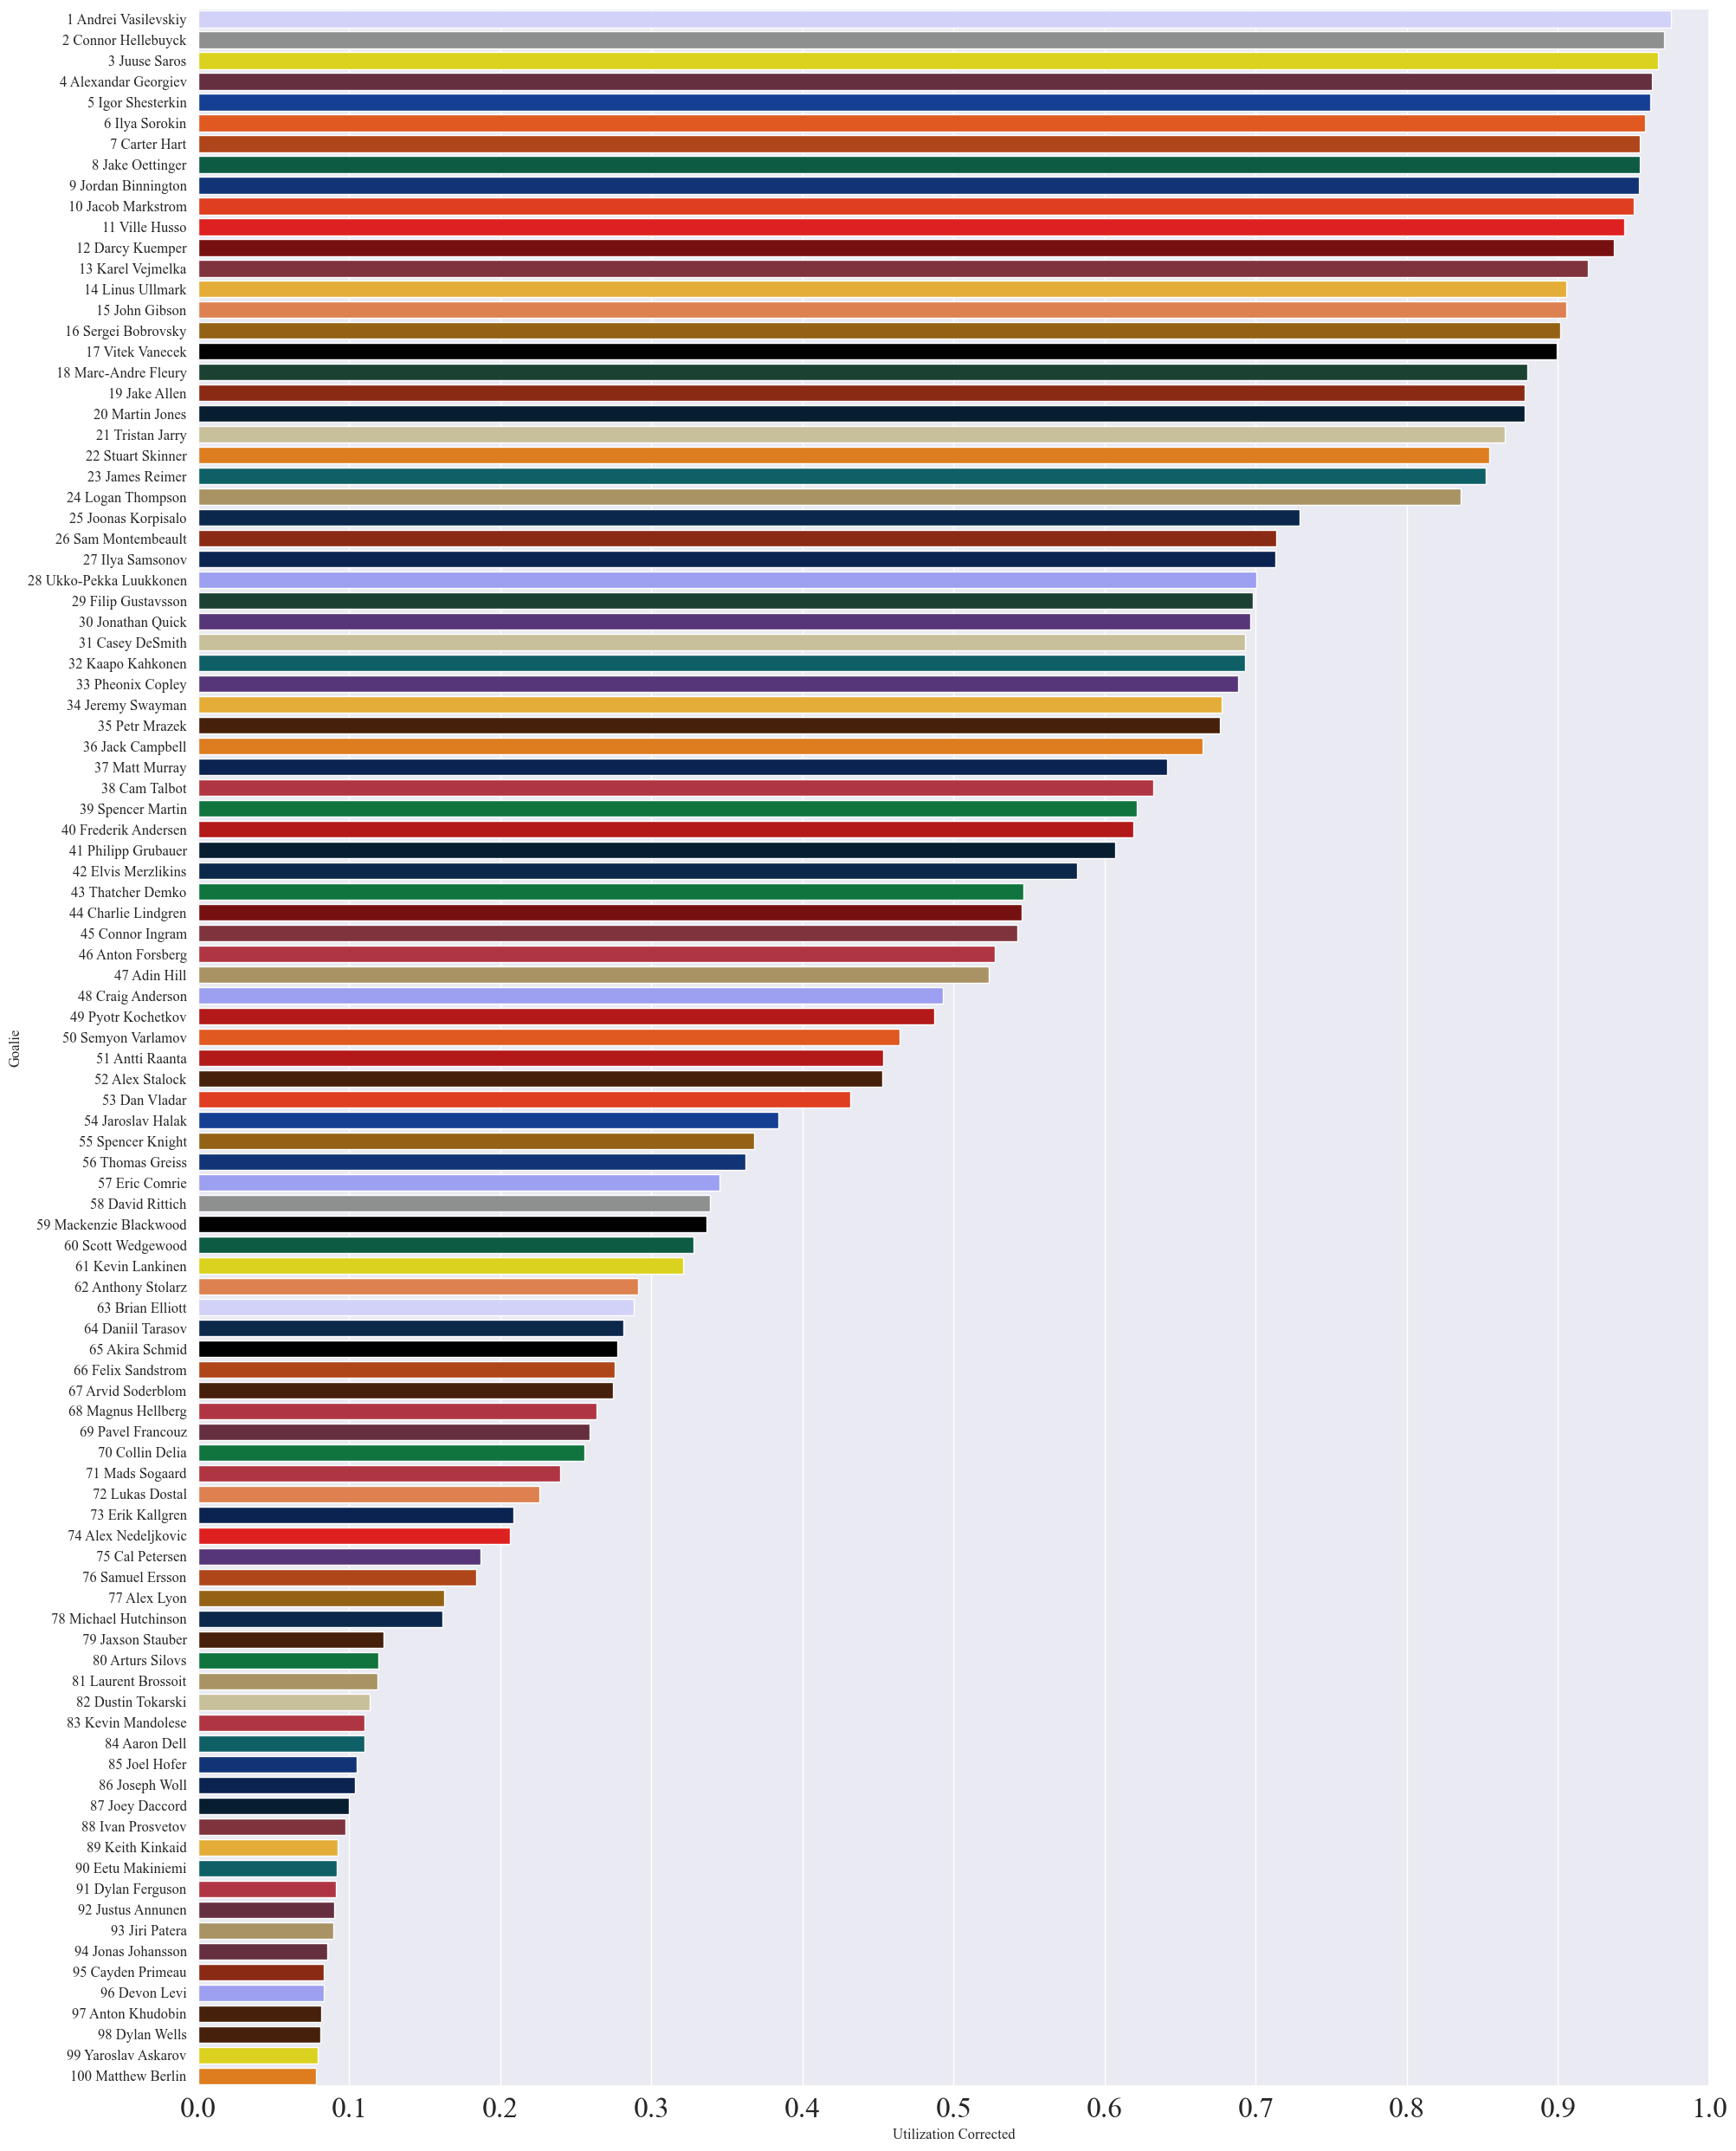 1 Andrei Vasilevskiy
2 Connor Hellebuyck
3 Juuse Saros
4 Alexandar Georgiev
5 Igor Shesterkin
6 Ilya Sorokin
7 Carter Hart
8 Jake Oettinger
9 Jordan Binnington
10 Jacob Markstrom
11 Ville Husso
12 Darcy Kuemper
13 Karel Vejmelka
14 Linus Ullmark
15 John Gibson
16 Sergei Bobrovsky
17 Vitek Vanecek
18 Marc-Andre Fleury
19 Jake Allen
20 Martin Jones
21 Tristan Jarry
22 Stuart Skinner
23 James Reimer
24 Logan Thompson
25 Joonas Korpisalo
26 Sam Montembeault
27 Ilya Samsonov
28 Ukko-Pekka Luukkonen
29 Filip Gustavsson
30 Jonathan Quick
31 Casey DeSmith
32 Kaapo Kahkonen
33 Pheonix Copley
34 Jeremy Swayman
35 Petr Mrazek
36 Jack Campbell
37 Matt Murray
38 Cam Talbot
39 Spencer Martin
40 Frederik Andersen
41 Philipp Grubauer
42 Elvis Merzlikins
43 Thatcher Demko
44 Charlie Lindgren
45 Connor Ingram
46 Anton Forsberg
47 Adin Hill
48 Craig Anderson
49 Pyotr Kochetkov
50 Semyon Varlamov
51 Antti Raanta
52 Alex Stalock
53 Dan Vladar
54 Jaroslav Halak
55 Spencer Knight
56 Thomas Greiss
57 Eric Comrie
58 David Rittich
59 Mackenzie Blackwood
60 Scott Wedgewood
61 Kevin Lankinen
62 Anthony Stolarz
63 Brian Elliott
64 Daniil Tarasov
65 Akira Schmid
66 Felix Sandstrom
67 Arvid Soderblom
68 Magnus Hellberg
69 Pavel Francouz
70 Collin Delia
71 Mads Sogaard
72 Lukas Dostal
73 Erik Kallgren
74 Alex Nedeljkovic
75 Cal Petersen
76 Samuel Ersson
77 Alex Lyon
78 Michael Hutchinson
79 Jaxson Stauber
80 Arturs Silovs
81 Laurent Brossoit
82 Dustin Tokarski
83 Kevin Mandolese
84 Aaron Dell
85 Joel Hofer
86 Joseph Woll
87 Joey Daccord
88 Ivan Prosvetov
89 Keith Kinkaid
90 Eetu Makiniemi
91 Dylan Ferguson
92 Justus Annunen
93 Jiri Patera
94 Jonas Johansson
95 Cayden Primeau
96 Devon Levi
97 Anton Khudobin
98 Dylan Wells
99 Yaroslav Askarov
100 Matthew Berlin
Goalie
0.0 0.1 0.2 0.3 0.4 0.5 0.6 0.7 0.8 0.9 1.0
Utilization Corrected